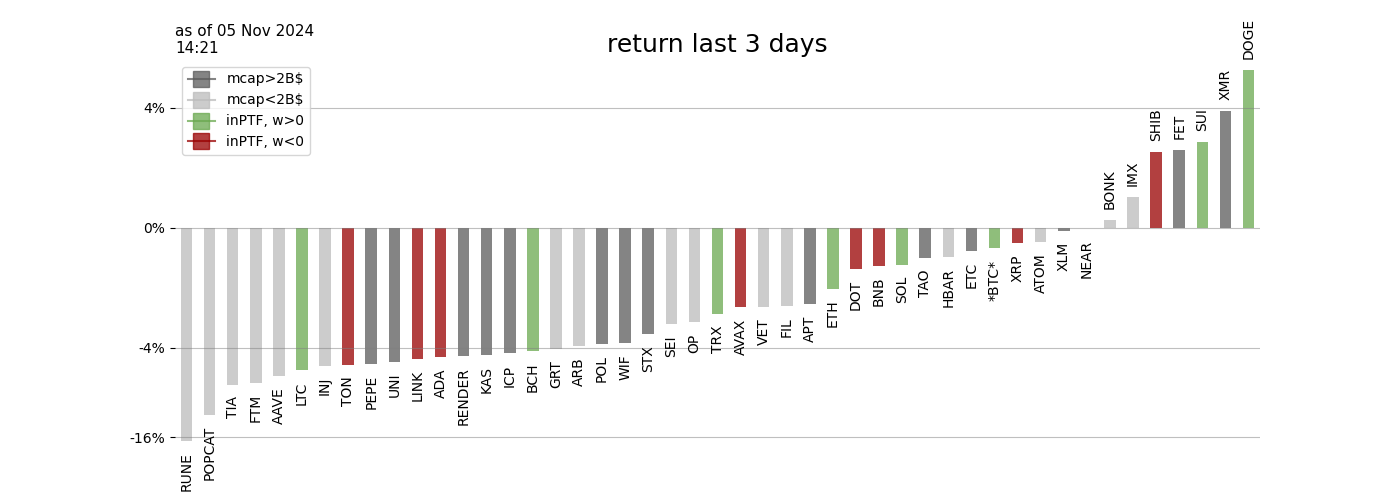 as of 05 Nov 2024
14:21
return last 3 days
mcap>2B$
mcap<2B$
inPTF, w>0
inPTF, w<0
4%
0%
-4%
-16%
RUNE
POPCAT
TIA
FTM
AAVE
LTC
INJ
TON
PEPE
UNI
LINK
ADA
RENDER
KAS
ICP
BCH
GRT
ARB
POL
WIF
STX
SEI
OP
TRX
AVAX
VET
FIL
APT
ETH
DOT
BNB
SOL
TAO
HBAR
ETC
*BTC*
XRP
ATOM
XLM
NEAR
BONK
IMX
SHIB
FET
SUI
XMR
DOGE